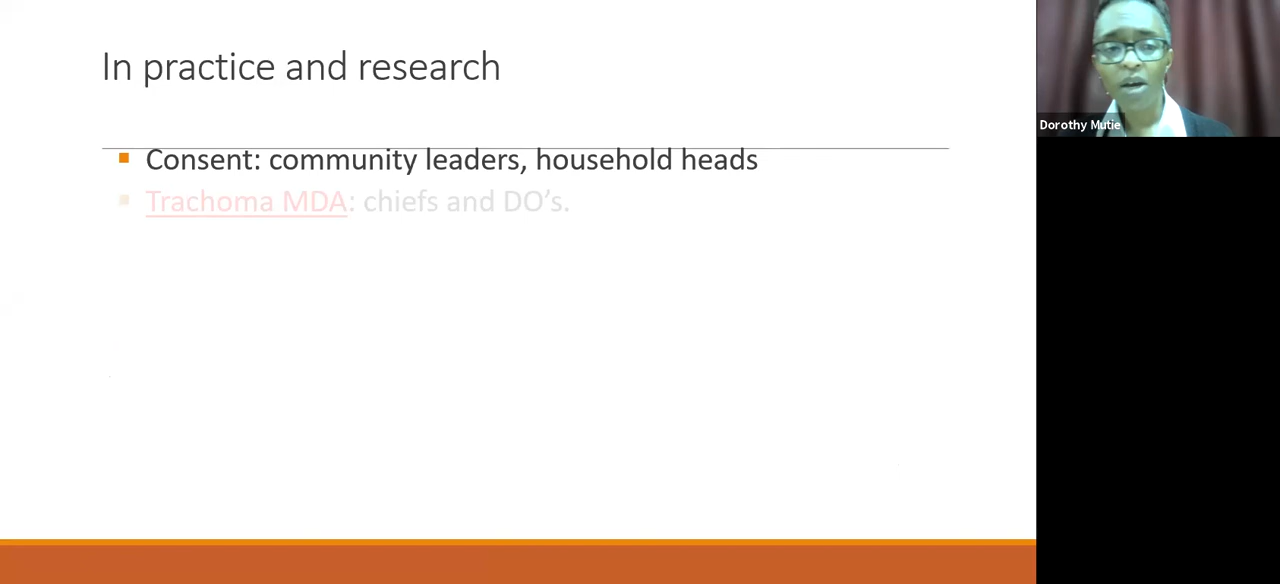 In practice and research
Consent: community leaders, household heads
Trachoma MDA: chiefs and DO’s.
Dorothy Mutie